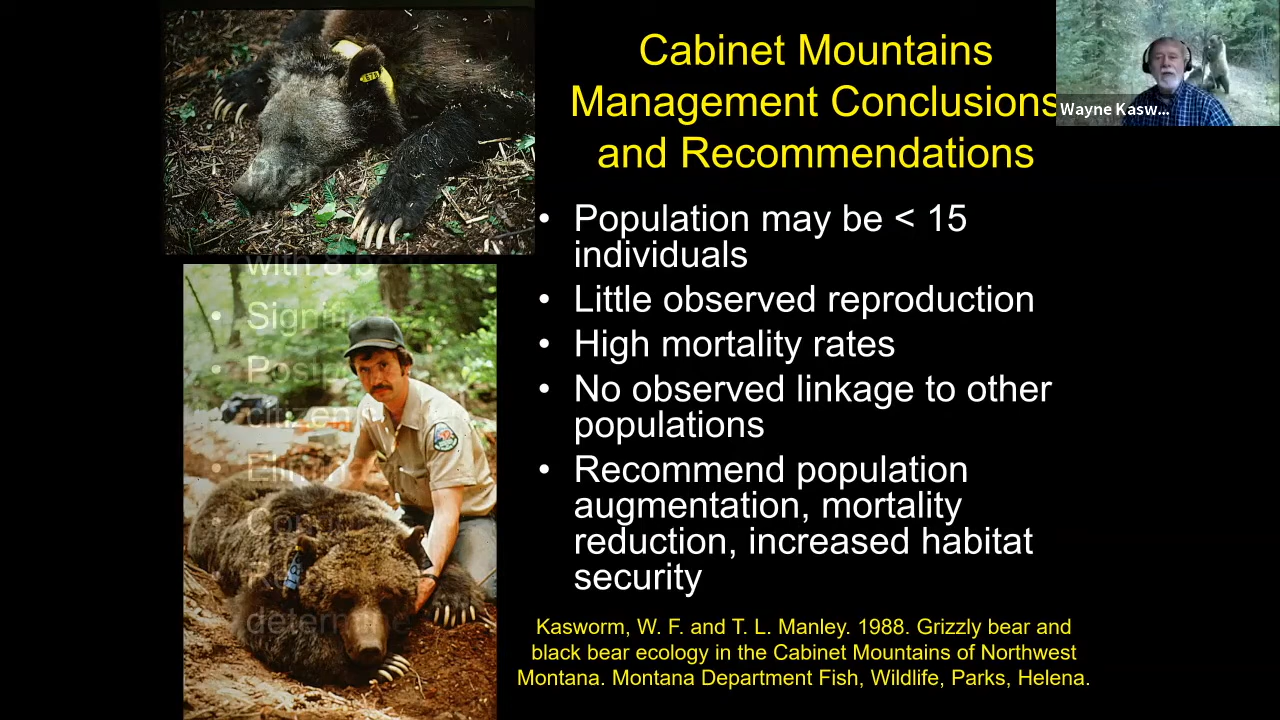 Cabinet Mountains
Management Conclusions
and Recommendations
Wayne Kasw...
• Population may be < 15
individuals
• Little observed reproduction
• High mortality rates
• No observed linkage to other
populations
• Recommend population
augmentation, mortality
reduction, increased habitat
security
Kasworm, W. F. and T. L. Manley. 1988. Grizzly bear and
black bear ecology in the Cabinet Mountains of Northwest
Montana. Montana Department Fish, Wildlife, Parks, Helena.